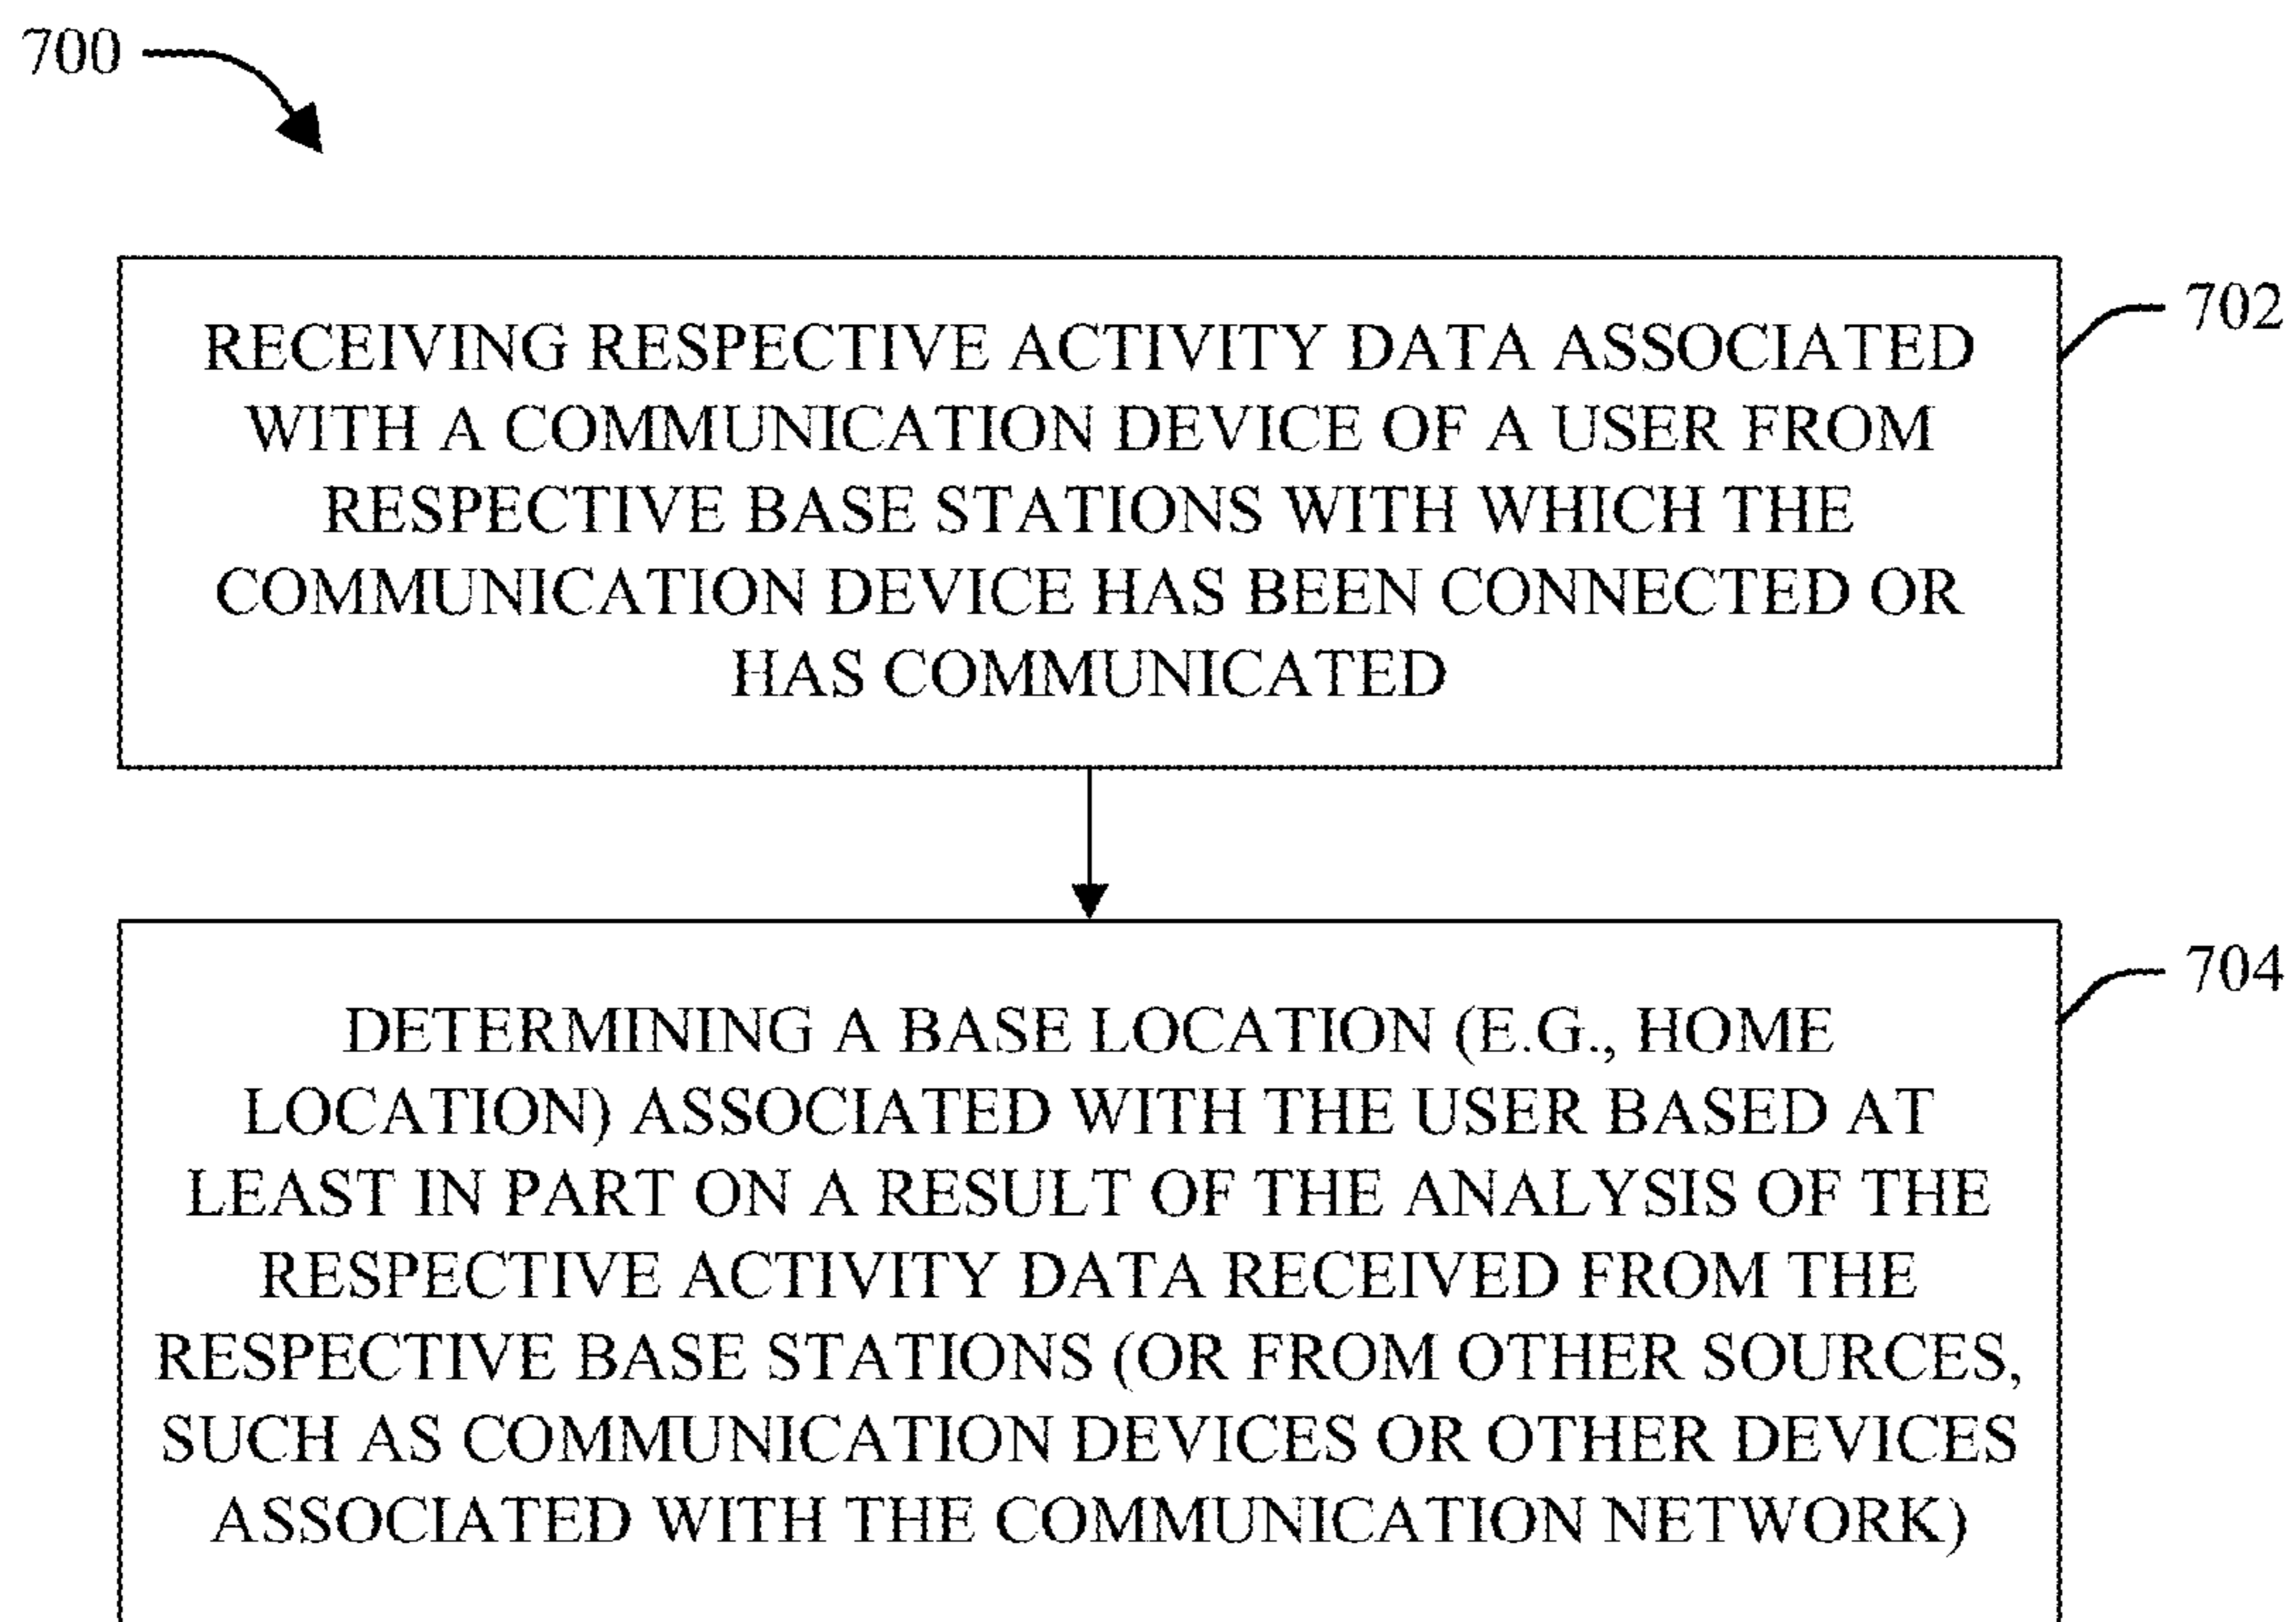 700
702
RECEIVING RESPECTIVE ACTIVITY DATA ASSOCIATED
WITH A COMMUNICATION DEVICE OF A USER FROM
RESPECTIVE BASE STATIONS WITH WHICH THE
COMMUNICATION DEVICE HAS BEEN CONNECTED OR
HAS COMMUNICATED
704
DETERMINING A BASE LOCATION (E.G., HOME
LOCATION) ASSOCIATED WITH THE USER BASED AT
LEAST IN PART ON A RESULT OF THE ANALYSIS OF THE
RESPECTIVE ACTIVITY DATA RECEIVED FROM THE
RESPECTIVE BASE STATIONS (OR FROM OTHER SOURCES,
SUCH AS COMMUNICATION DEVICES OR OTHER DEVICES
ASSOCIATED WITH THE COMMUNICATION NETWORK)